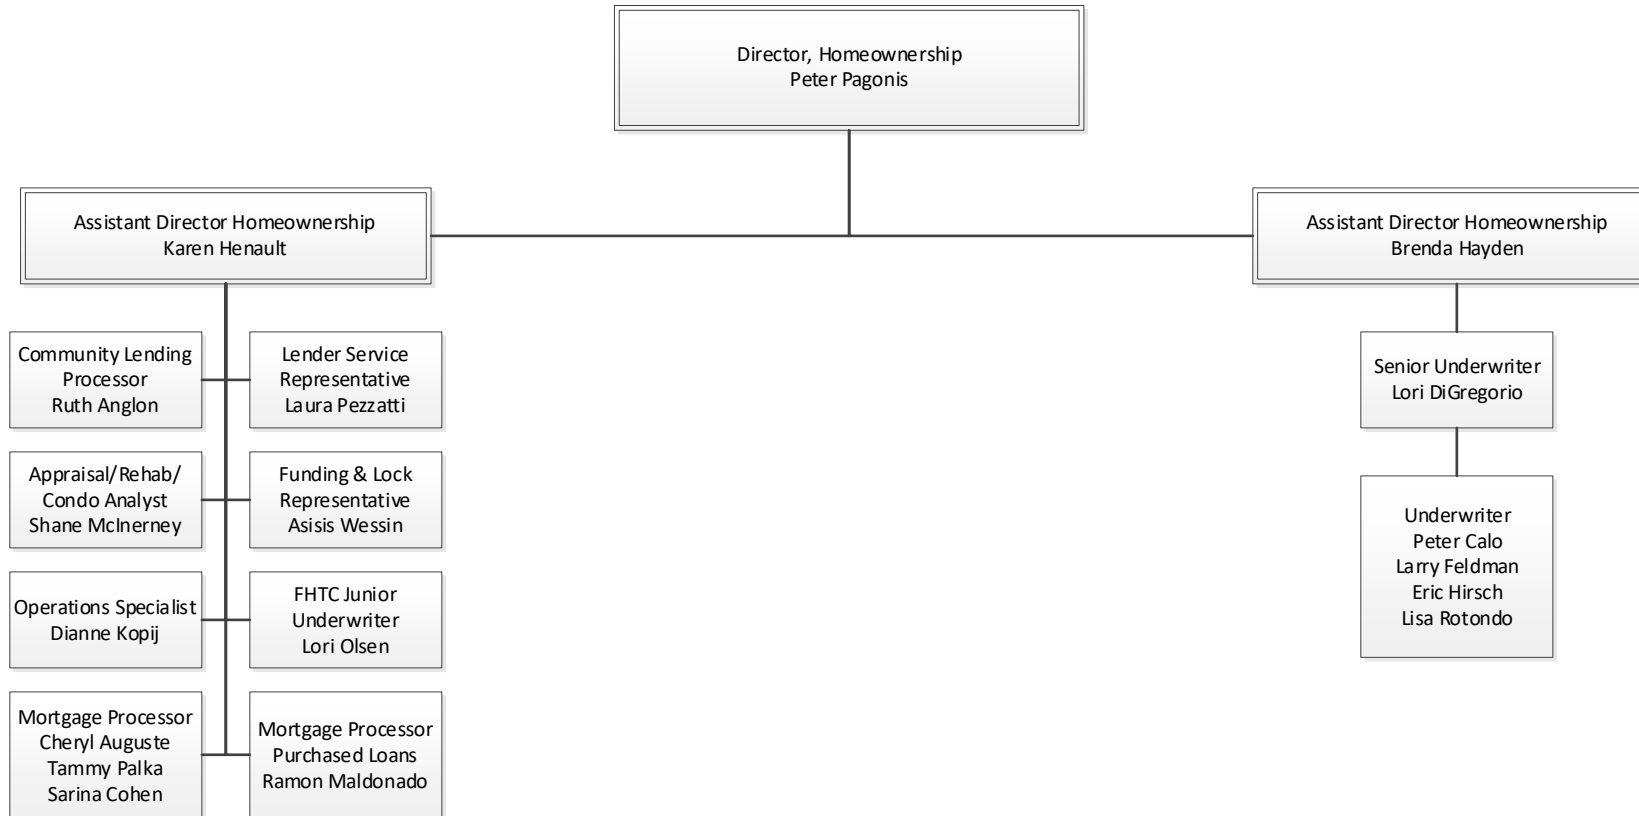 Director, Homeownership
Peter Pagonis
Assistant Director Homeownership
Karen Henault
Assistant Director Homeownership
Brenda Hayden
Community Lending
Processor
Ruth Anglon
Lender Service
Representative
Laura Pezzatti
Senior Underwriter
Lori DiGregorio
Appraisal/Rehab/
Condo Analyst
Shane McInerney
Funding & Lock
Representative
Asisis Wessin
Underwriter
Peter Calo
Larry Feldman
Eric Hirsch
Lisa Rotondo
Operations Specialist
Dianne Kopij
FHTC Junior
Underwriter
Lori Olsen
Mortgage Processor
Cheryl Auguste
Tammy Palka
Sarina Cohen
Mortgage Processor
Purchased Loans
Ramon Maldonado